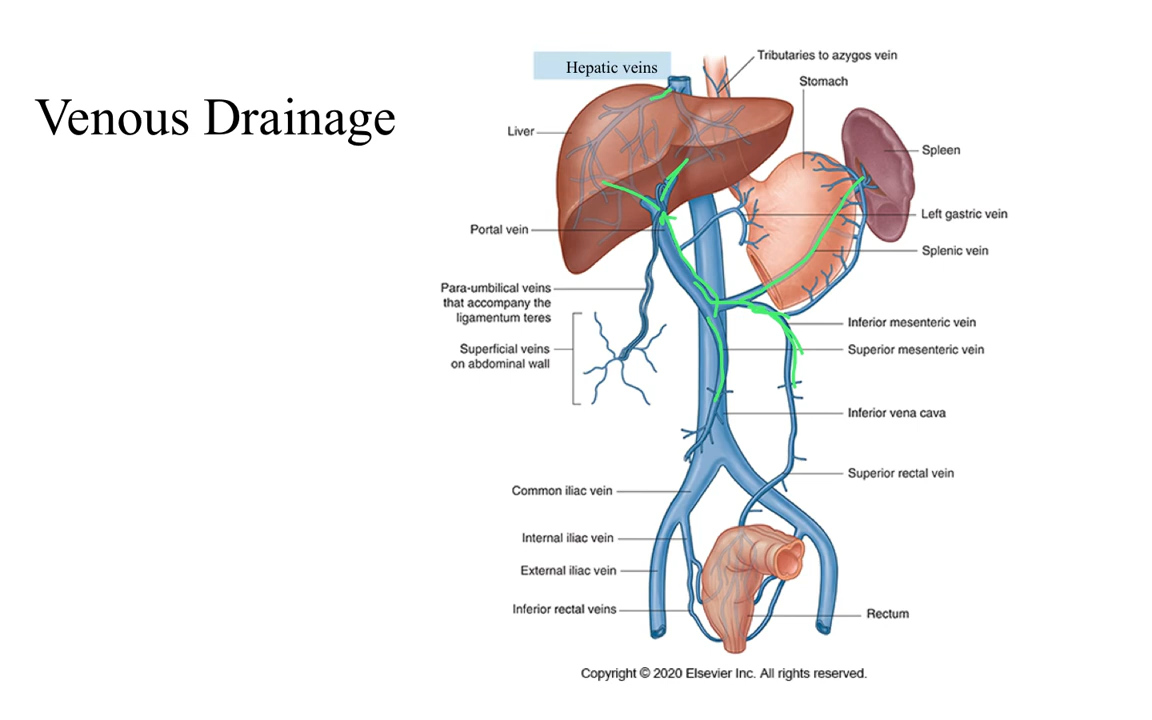 Venous Drainage
Hepatic veins
Tributaries to azygos vein
Stomach
Liver
Spleen
Left gastric vein
Portal vein
Splenic vein
Para-umbilical veins
that accompany the
ligamentum teres
Inferior mesenteric vein
Superficial veins
on abdominal wall
Superior mesenteric vein
Inferior vena cava
Superior rectal vein
Common iliac vein
Internal iliac vein
External iliac vein
Inferior rectal veins
Rectum
Copyright © 2020 Elsevier Inc. All rights reserved.